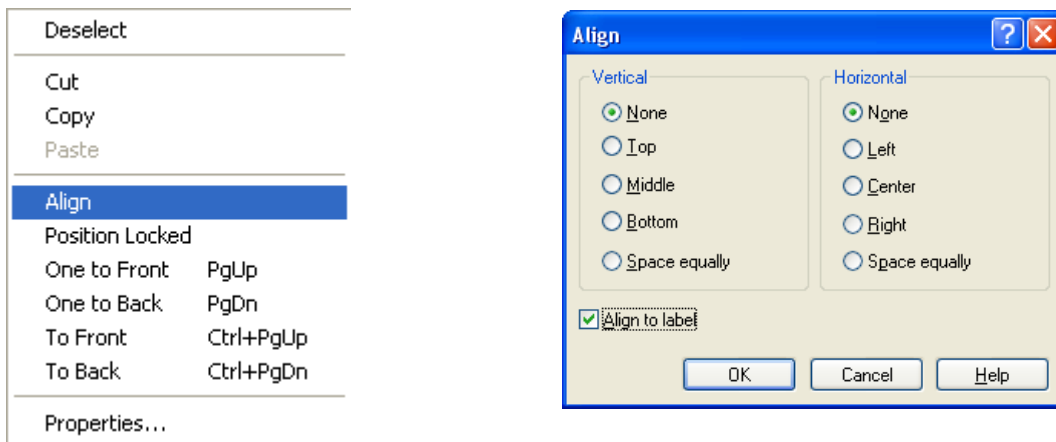 Deselect
Cut
Copy
Paste
Align
Position Locked
One to Front PgUp
One to Back PgDn
To Front Ctrl+PgUp
To Back Ctrl+PgDn
Properties...
Align
Vertical
None
Top
Middle
Bottom
Space equally
Horizontal
None
Left
Center
Right
Space equally
Align to label
OK Cancel Help